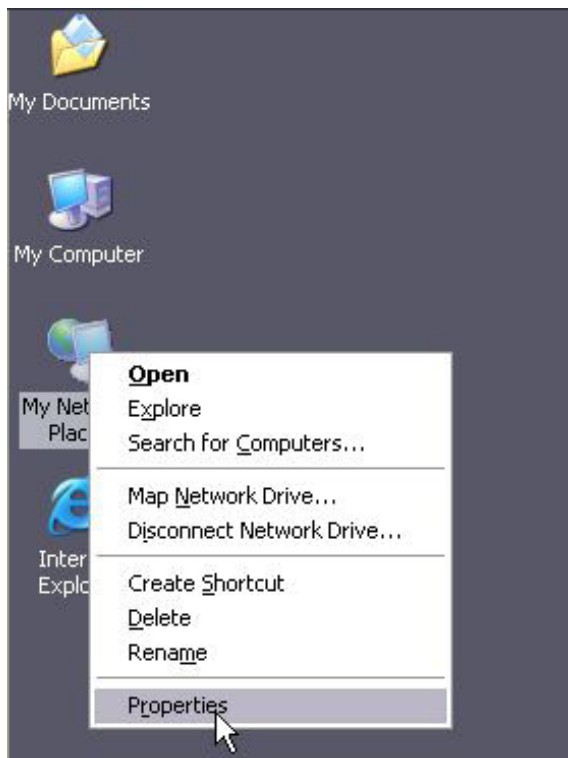 My Documents
My Computer
My Net
Plac
Open
Explore
Search for Computers...
Map Network Drive...
Disconnect Network Drive...
Inter
Explo
Create Shortcut
Delete
Rename
Properties